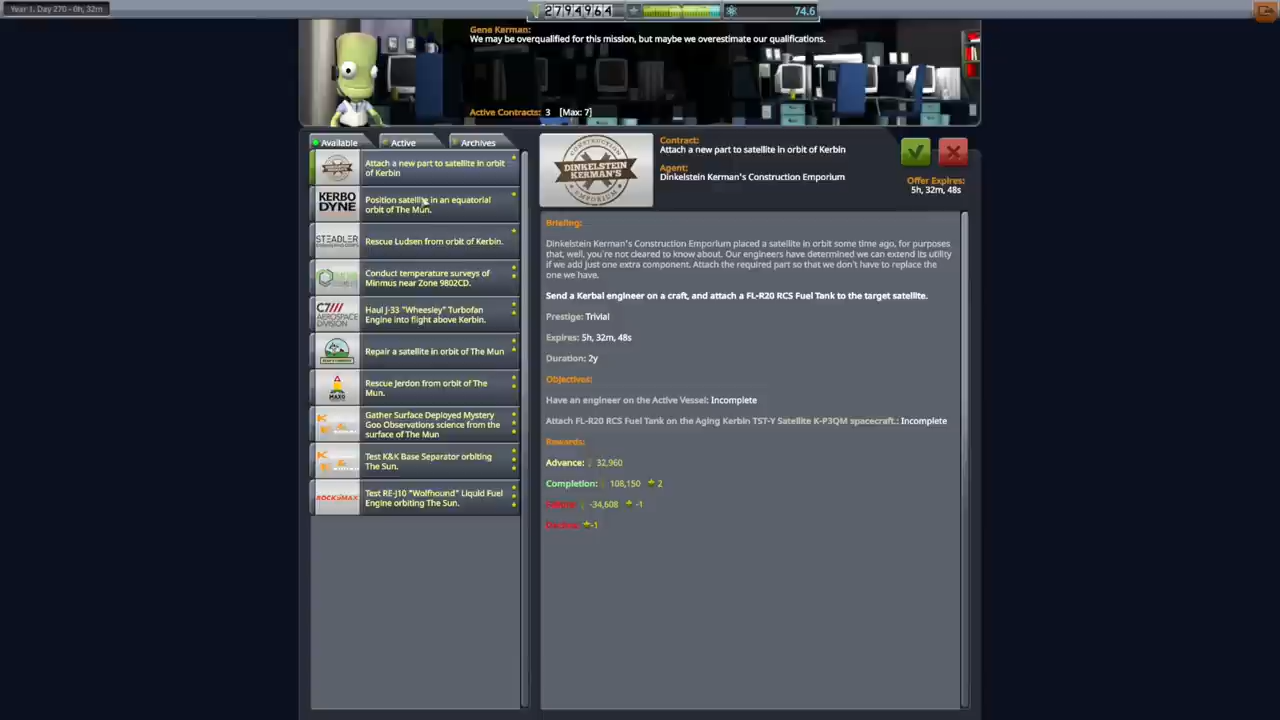 Year 1, Day 270 - 0h, 32m
2794964
74.6
Gene Kerman:
We may be overqualified for this mission, but maybe we overestimate our qualifications.
Active Contracts: 3 [Max: 7]
Available
Active
Archives
Attach a new part to satellite in orbit
of Kerbin
KERBO
DYNE
Position satellite in an equatorial
orbit of The Mun.
STEADLER
Rescue Ludsen from orbit of Kerbin.
Conduct temperature surveys of
Minmus near Zone 9802CD.
C7///
AEROSPACE
DIVISION
Haul J-33 "Wheesley" Turbofan
Engine into flight above Kerbin.
Repair a satellite in orbit of The Mun
Rescue Jerdon from orbit of The
Mun.
Gather Surface Deployed Mystery
Goo Observations science from the
surface of The Mun
Test K&K Base Separator orbiting
The Sun.
ROCKOMAX
Test RE-J10 "Wolfhound" Liquid Fuel
Engine orbiting The Sun.
CONSTRUCTION
DINKELSTEIN
KERMAN'S
EMPORIUM
Contract:
Attach a new part to satellite in orbit of Kerbin
Agent:
Dinkelstein Kerman's Construction Emporium
Offer Expires:
5h, 32m, 48s
Briefing:
Dinkelstein Kerman's Construction Emporium placed a satellite in orbit some time ago, for purposes
that, well, you're not cleared to know about. Our engineers have determined we can extend its utility
if we add just one extra component. Attach the required part so that we don't have to replace the
one we have.
Send a Kerbal engineer on a craft, and attach a FL-R20 RCS Fuel Tank to the target satellite.
Prestige: Trivial
Expires: 5h, 32m, 48s
Duration: 2y
Objectives:
Have an engineer on the Active Vessel: Incomplete
Attach FL-R20 RCS Fuel Tank on the Aging Kerbin TS7-Y Satellite K-P3QM spacecraft.: Incomplete
Rewards:
Advance: 32,960
Completion: 108,150 2
Failure: -34,608 -1
Decline: -1